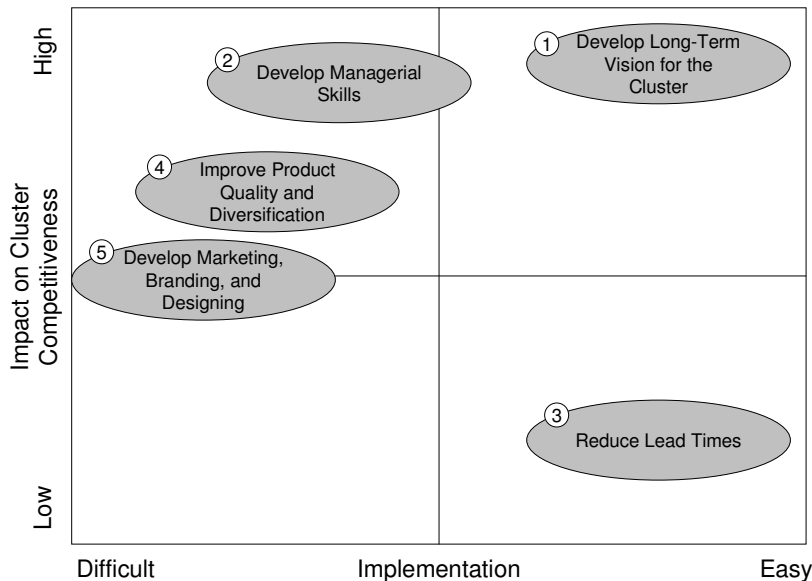 High
1
Develop Long-Term
Vision for the
Cluster
2
Develop Managerial
Skills
4
Improve Product
Quality and
Diversification
5
Develop Marketing,
Branding, and
Designing
Impact on Cluster
Competitiveness
3
Reduce Lead Times
Low
Difficult
Implementation
Easy